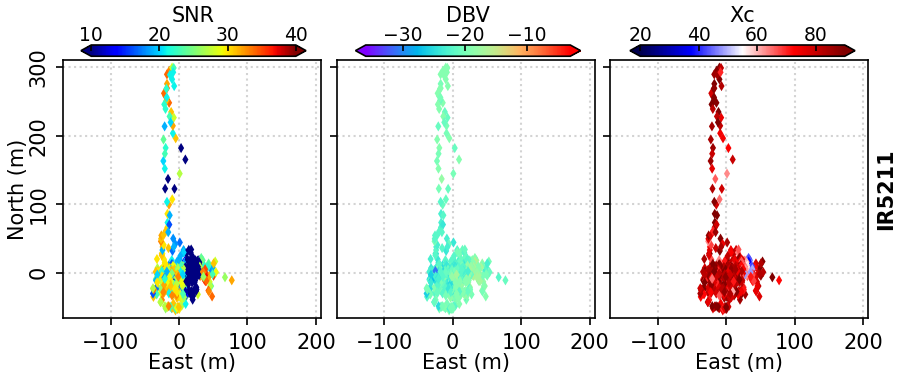 SNR DBV Xc
10 20 30 40 −30 −20 −10 20 40 60 80
300
200
100
0
North (m)
−100 0 100 200 −100 0 100 200 −100 0 100 200
East (m) East (m) East (m)
IR5211